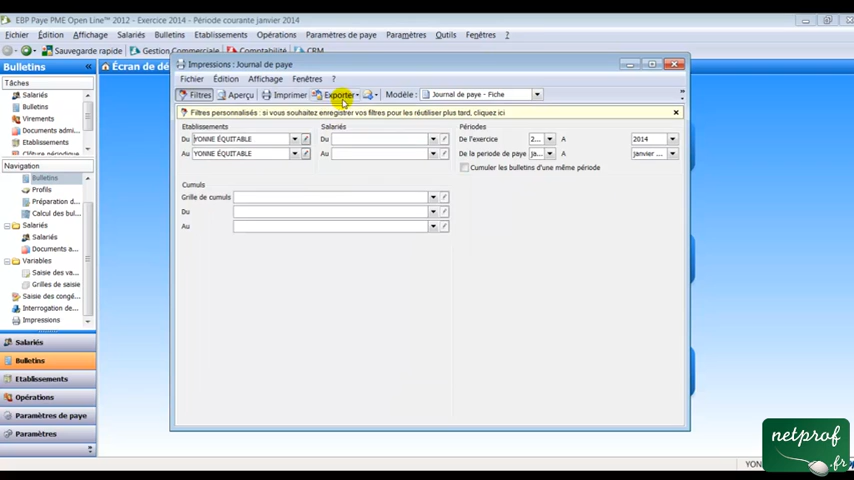 EBP Paye PME Open Line™ 2012 - Exercice 2014 - Période courante janvier 2014
Fichier Édition Affichage Salariés Bulletins Etablissements Opérations Paramètres de paye Paramètres Outils Fenêtres ?
Sauvegarde rapide Gestion Commerciale Comptabilité CRM
Bulletins «
Écran de dé
Tâches
Salariés
Bulletins
Virements
Documents admi...
Etablissements
Clôture périodique
Navigation
Bulletins
Profils
Préparation d...
Calcul des bul...
Salariés
Salariés
Documents a...
Variables
Saisie des va...
Grilles de saisie
Saisie des congé...
Interrogation de...
Impressions
Salariés
Bulletins
Etablissements
Opérations
Paramètres de paye
Paramètres
Impressions : Journal de paye
Fichier Édition Affichage Fenêtres ?
Filtres Aperçu Imprimer Exporter Modèle : Journal de paye - Fiche
Filtres personnalisés : si vous souhaitez enregistrer vos filtres pour les réutiliser plus tard, cliquez ici
Etablissements Salariés Périodes
Du YONNE ÉQUITABLE Du De l'exercice 2... A 2014
Au YONNE ÉQUITABLE Au De la periode de paye ja... A janvier ...
Cumuler les bulletins d'une même période
Cumuls
Grille de cumuls
Du
Au
YON
netprof
.fr